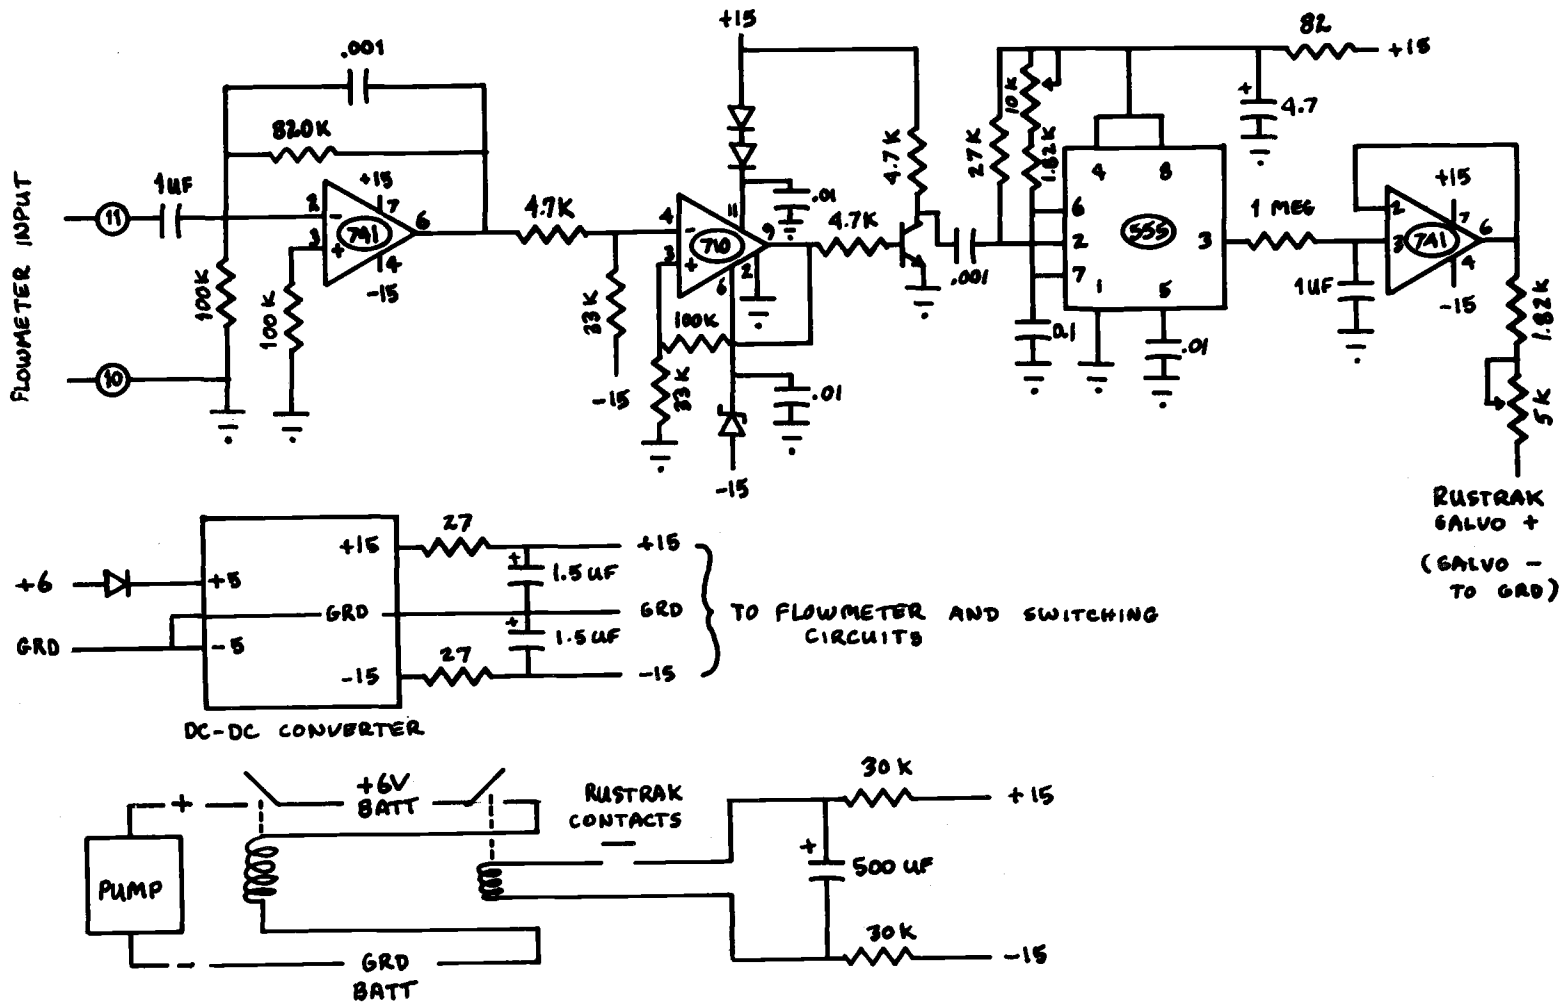 .001
820K
FLOWMETER INPUT
11
1UF
+15
2
-
7
741
6
3
+
4
-15
100K
100K
10
4.7K
33K
-15
+15
4
-
11
.01
710
9
3
+
6
2
100K
33K
.01
-15
4.7K
4.7K
.001
27K
10K
1.82K
0.1
82
+15
+
4.7
4
8
6
2
555
3
7
1
5
.01
1 MEG
1UF
+15
2
7
741
6
3
4
-15
1.82K
5K
RUSTRAK
GALVO +
(GALVO -
TO GRD)
+6
+5
GRD
-5
+15
GRD
-15
27
27
+
1.5UF
+
1.5UF
+15
GRD
-15
TO FLOWMETER AND SWITCHING
CIRCUITS
DC-DC CONVERTER
PUMP
+
-
+6V
BATT
GRD
BATT
RUSTRAK
CONTACTS
+
500UF
30K
+15
30K
-15